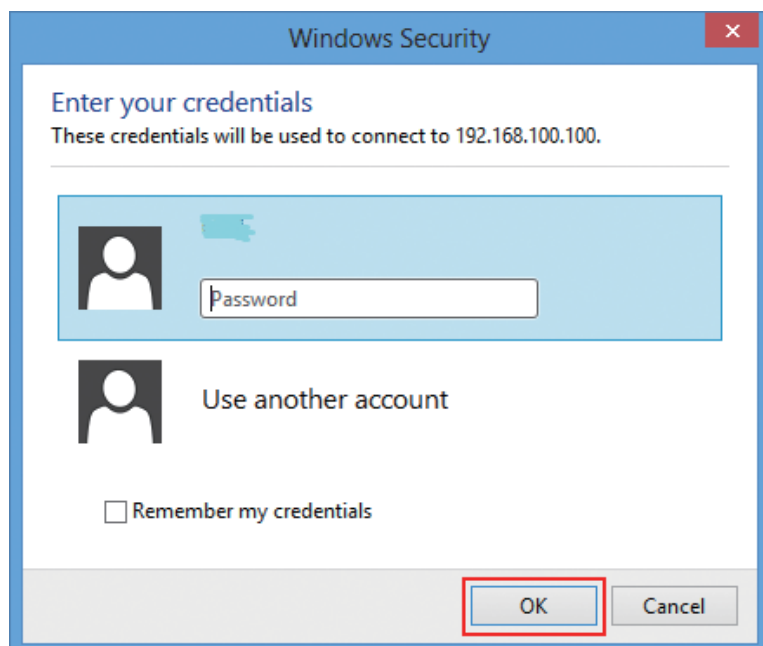 Windows Security
Enter your credentials
These credentials will be used to connect to 192.168.100.100.
Password
Use another account
Remember my credentials
OK Cancel